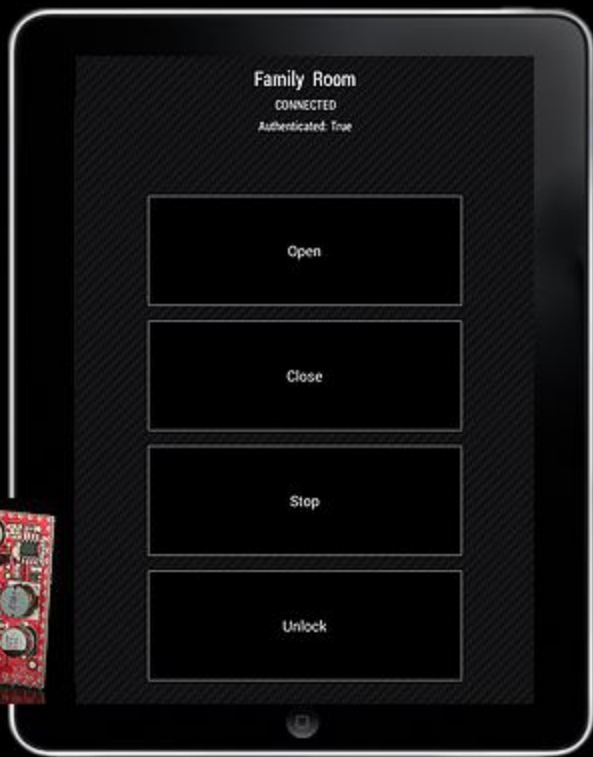 Family Room
CONNECTED
Authenticated: True
Open
Close
Stop
Unlock